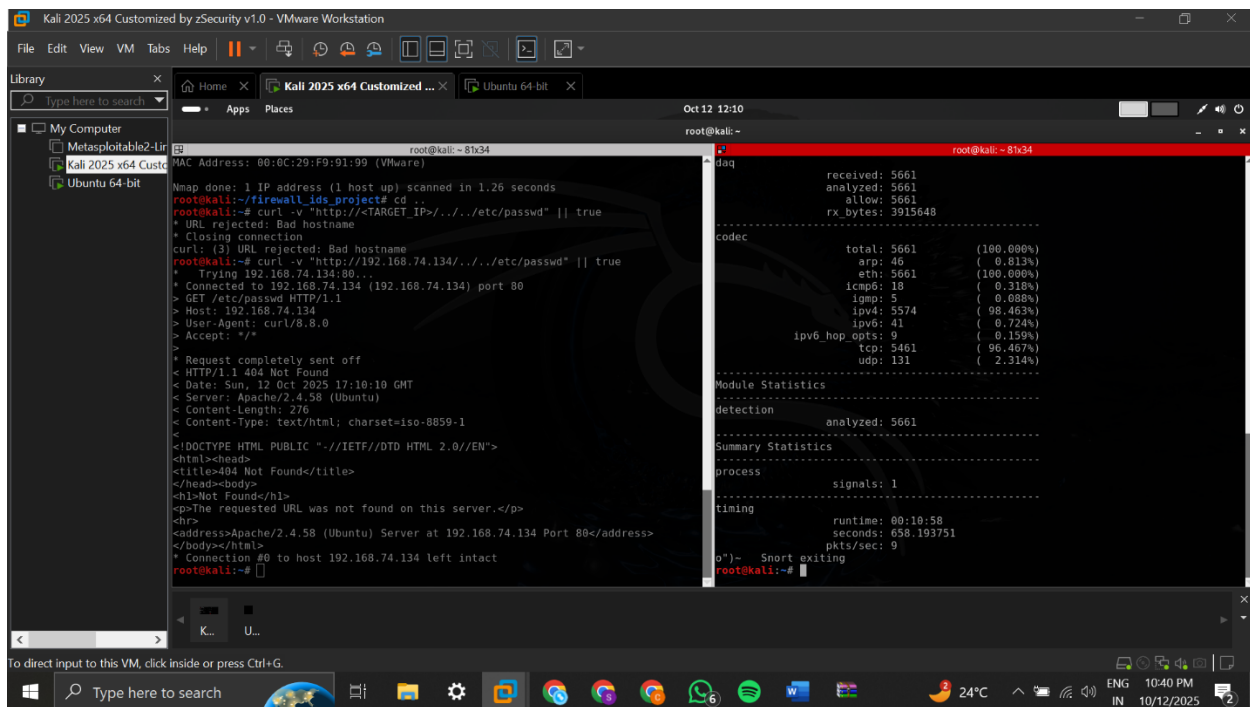 Kali 2025 x64 Customized by zSecurity v1.0 - VMware Workstation
File Edit View VM Tabs Help
Library
Type here to search
My Computer
Metasploitable2-Lir
Kali 2025 x64 Custo
Ubuntu 64-bit
Home
Kali 2025 x64 Customized ...
Ubuntu 64-bit
Apps Places
Oct 12 12:10
root@kali: ~
root@kali: ~ 81x34
MAC Address: 00:0C:29:F9:91:99 (VMware)
Nmap done: 1 IP address (1 host up) scanned in 1.26 seconds
root@kali:~/firewall_ids_project# cd ..
root@kali:~# curl -v "http://<TARGET_IP>/../../etc/passwd" || true
* URL rejected: Bad hostname
* Closing connection
curl: (3) URL rejected: Bad hostname
root@kali:~# curl -v "http://192.168.74.134/../../etc/passwd" || true
*   Trying 192.168.74.134:80...
* Connected to 192.168.74.134 (192.168.74.134) port 80
> GET /etc/passwd HTTP/1.1
> Host: 192.168.74.134
> User-Agent: curl/8.8.0
> Accept: */*
>
* Request completely sent off
< HTTP/1.1 404 Not Found
< Date: Sun, 12 Oct 2025 17:10:10 GMT
< Server: Apache/2.4.58 (Ubuntu)
< Content-Length: 276
< Content-Type: text/html; charset=iso-8859-1
<
<!DOCTYPE HTML PUBLIC "-//IETF//DTD HTML 2.0//EN">
<html><head>
<title>404 Not Found</title>
</head><body>
<h1>Not Found</h1>
<p>The requested URL was not found on this server.</p>
<hr>
<address>Apache/2.4.58 (Ubuntu) Server at 192.168.74.134 Port 80</address>
</body></html>
* Connection #0 to host 192.168.74.134 left intact
root@kali:~#
root@kali: ~ 81x34
daq
received: 5661
analyzed: 5661
allow: 5661
rx_bytes: 3915648
--------------------------------------------------
codec
total: 5661 (100.000%)
arp: 46 ( 0.813%)
eth: 5661 (100.000%)
icmp6: 18 ( 0.318%)
igmp: 5 ( 0.088%)
ipv4: 5574 ( 98.463%)
ipv6: 41 ( 0.724%)
ipv6_hop_opts: 9 ( 0.159%)
tcp: 5461 ( 96.467%)
udp: 131 ( 2.314%)
--------------------------------------------------
Module Statistics
--------------------------------------------------
detection
analyzed: 5661
--------------------------------------------------
Summary Statistics
--------------------------------------------------
process
signals: 1
--------------------------------------------------
timing
runtime: 00:10:58
seconds: 658.193751
pkts/sec: 9
o")~   Snort exiting
root@kali:~#
K...
U...
To direct input to this VM, click inside or press Ctrl+G.
Type here to search
2
6
24°C
ENG
IN
10:40 PM
10/12/2025
2